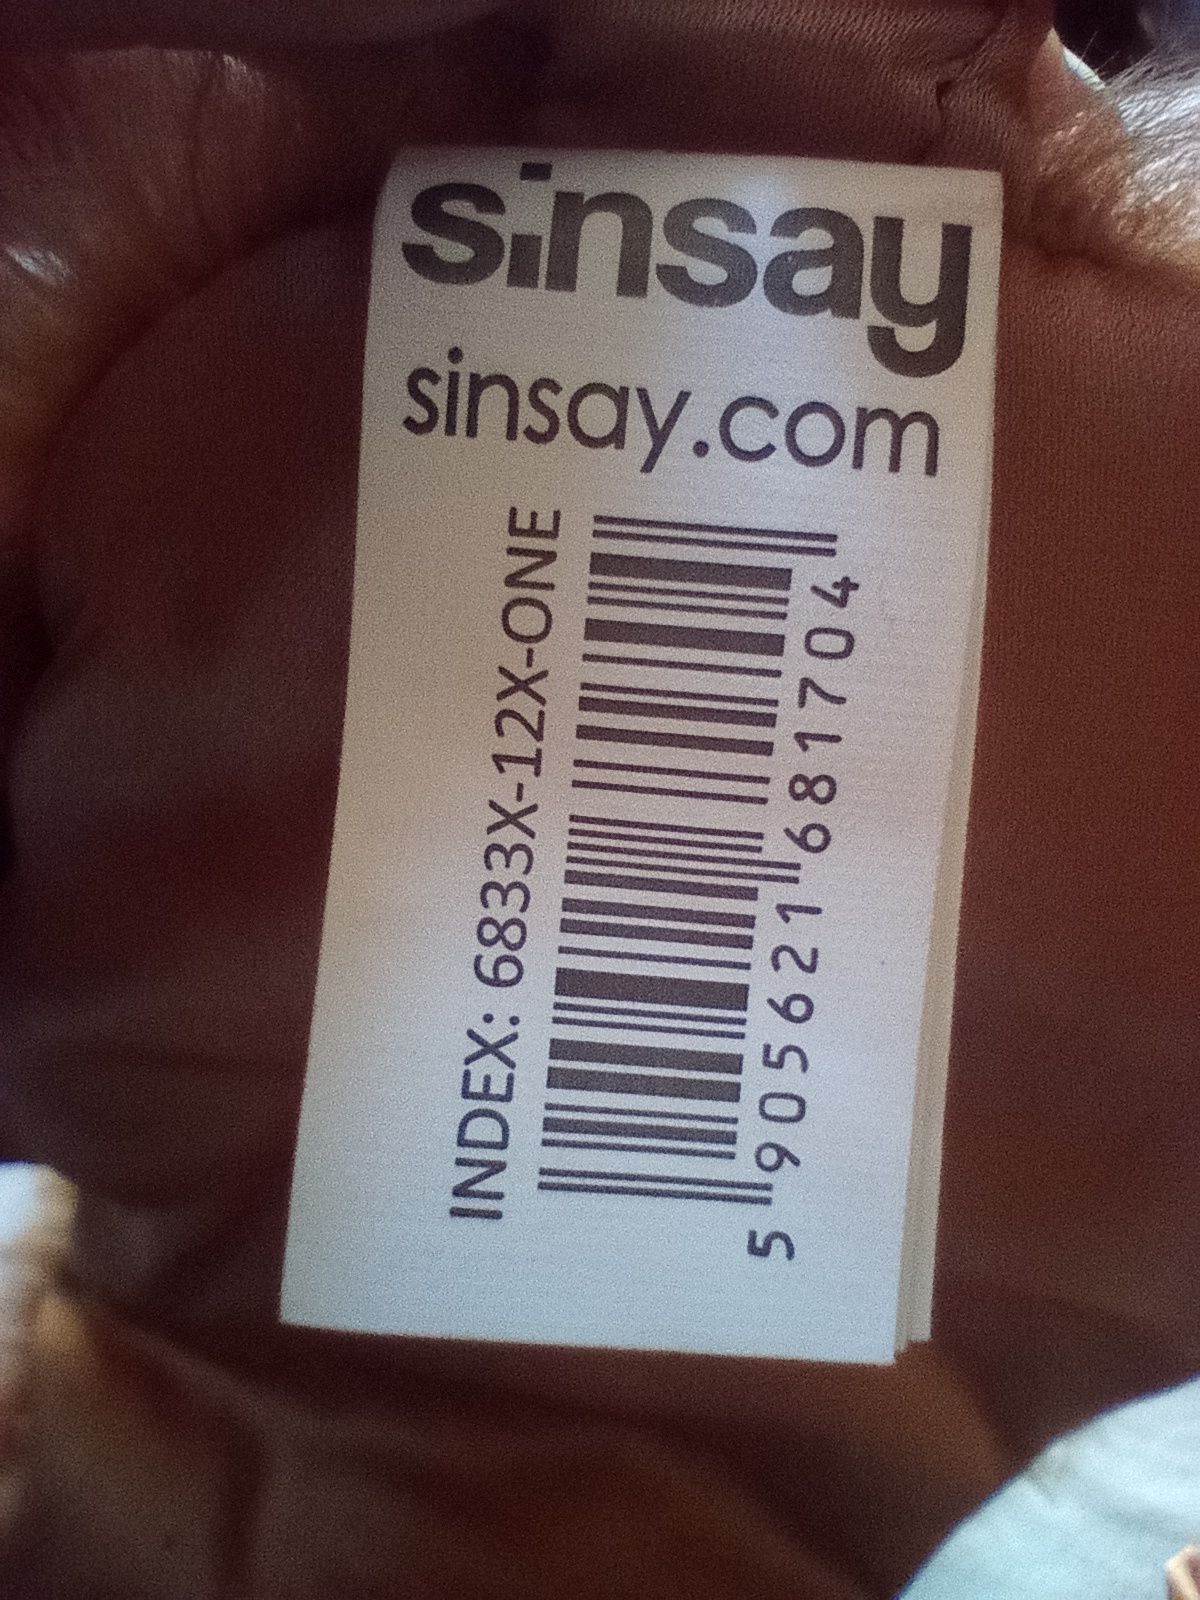 sinsay
sinsay.com
INDEX: 6833X-12X-ONE
5 905621 681704